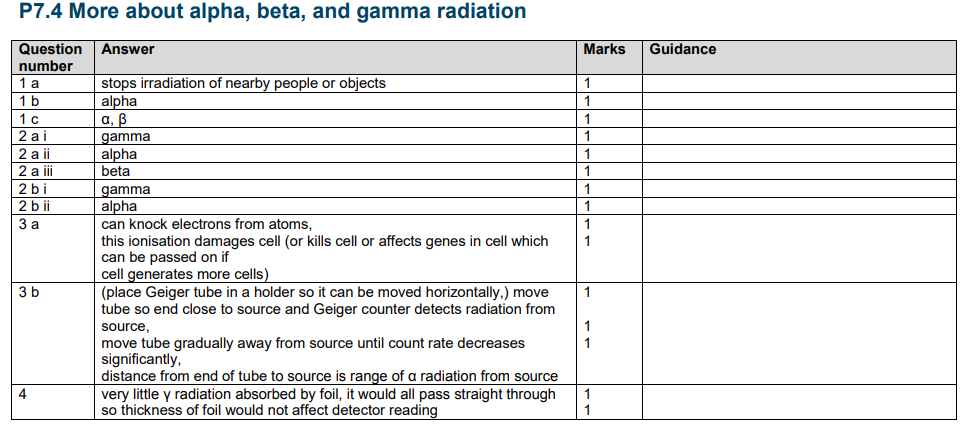 P7.4 More about alpha, beta, and gamma radiation
Question number Answer Marks Guidance
1 a stops irradiation of nearby people or objects 1
1 b alpha 1
1 c α, β 1
2 a i gamma 1
2 a ii alpha 1
2 a iii beta 1
2 b i gamma 1
2 b ii alpha 1
3 a can knock electrons from atoms, 1
this ionisation damages cell (or kills cell or affects genes in cell which 1
can be passed on if
cell generates more cells)
3 b (place Geiger tube in a holder so it can be moved horizontally,) move 1
tube so end close to source and Geiger counter detects radiation from
source, 1
move tube gradually away from source until count rate decreases 1
significantly,
distance from end of tube to source is range of α radiation from source
4 very little γ radiation absorbed by foil, it would all pass straight through 1
so thickness of foil would not affect detector reading 1